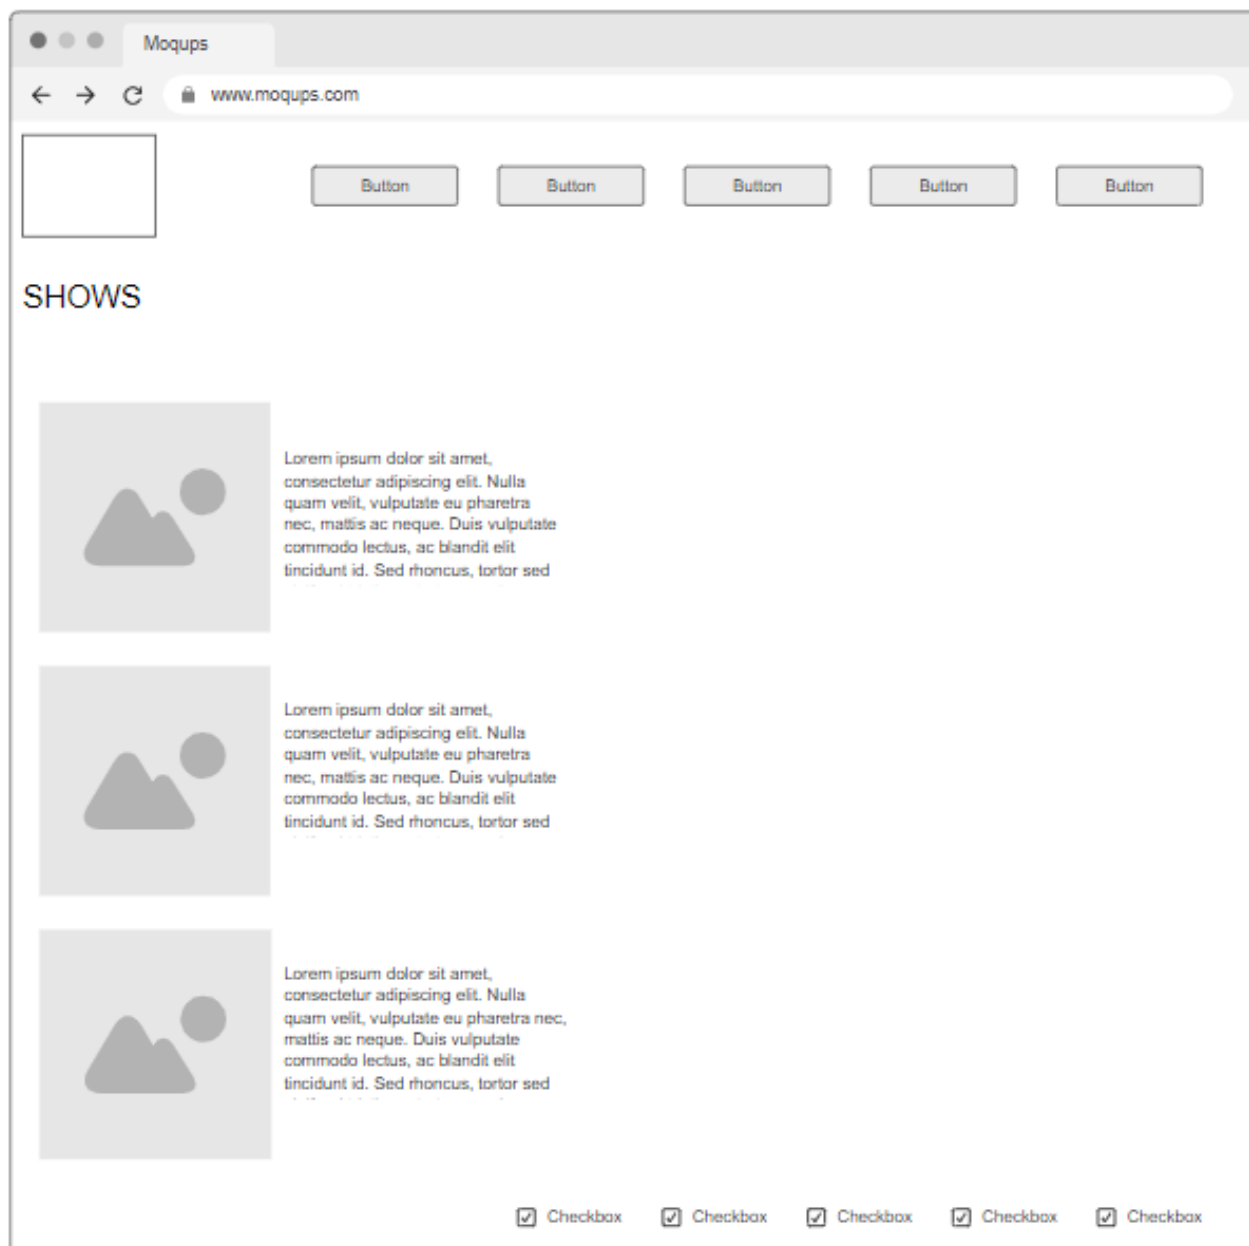 Moqups
www.moqups.com
Button Button Button Button Button
SHOWS
Lorem ipsum dolor sit amet,
consectetur adipiscing elit. Nulla
quam velit, vulputate eu pharetra
nec, mattis ac neque. Duis vulputate
commodo lectus, ac blandit elit
tincidunt id. Sed rhoncus, tortor sed
Lorem ipsum dolor sit amet,
consectetur adipiscing elit. Nulla
quam velit, vulputate eu pharetra
nec, mattis ac neque. Duis vulputate
commodo lectus, ac blandit elit
tincidunt id. Sed rhoncus, tortor sed
Lorem ipsum dolor sit amet,
consectetur adipiscing elit. Nulla
quam velit, vulputate eu pharetra nec,
mattis ac neque. Duis vulputate
commodo lectus, ac blandit elit
tincidunt id. Sed rhoncus, tortor sed
Checkbox Checkbox Checkbox Checkbox Checkbox